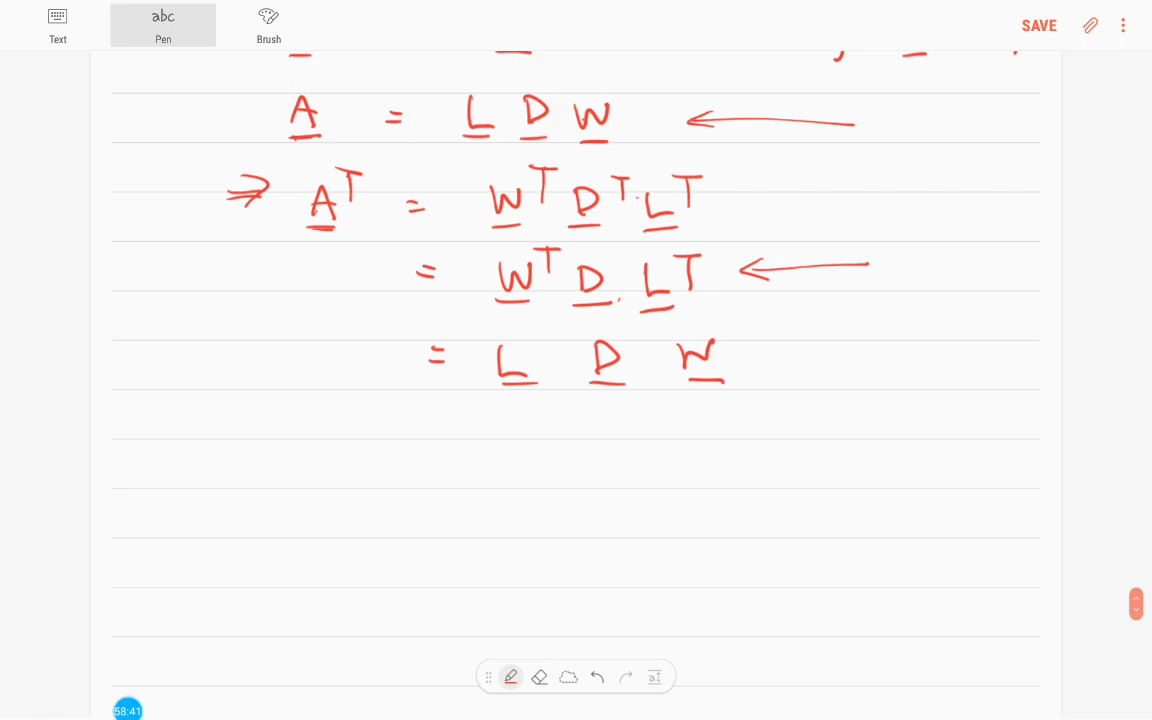 Text
abc
Pen
Brush
SAVE
A = L D W ←
⇒ Aᵀ = Wᵀ Dᵀ . Lᵀ
= Wᵀ D . Lᵀ ←
= L D W
58:41